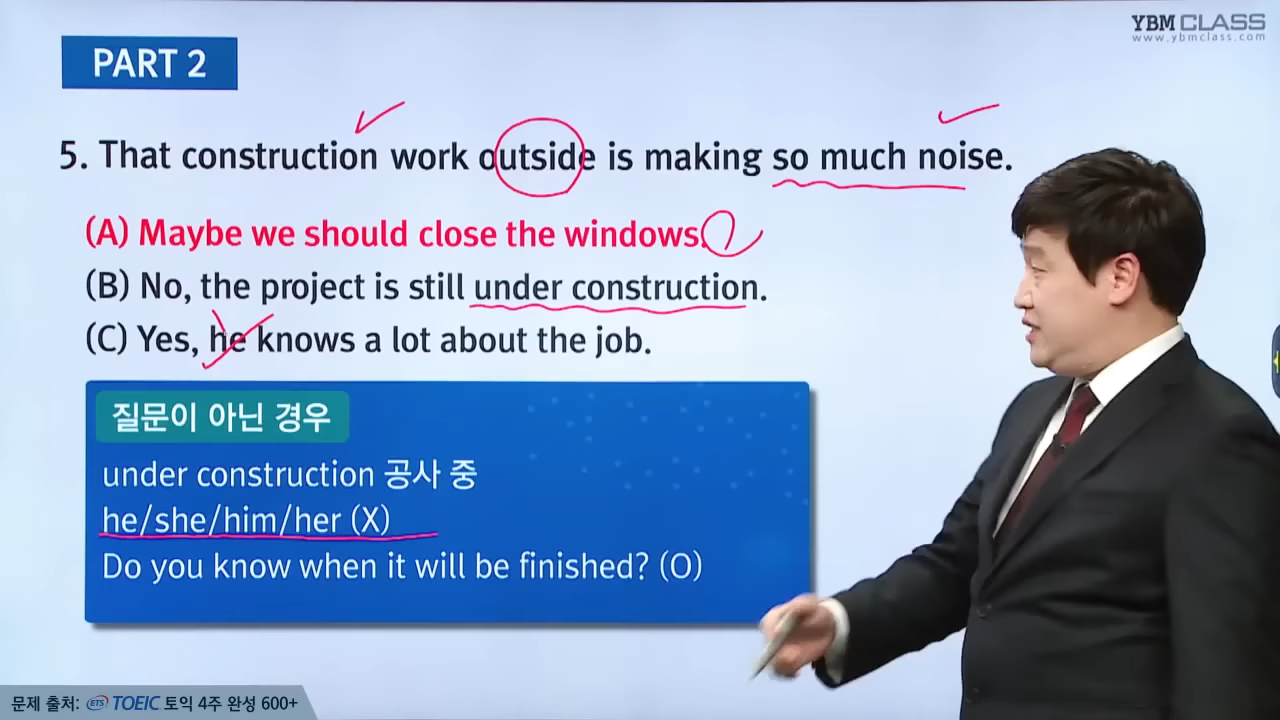 YBM CLASS
www.ybmclass.com
PART 2
5. That construction work outside is making so much noise.
(A) Maybe we should close the windows.
(B) No, the project is still under construction.
(C) Yes, he knows a lot about the job.
질문이 아닌 경우
under construction 공사 중
he/she/him/her (X)
Do you know when it will be finished? (O)
문제 출처: ETS TOEIC 토익 4주 완성 600+